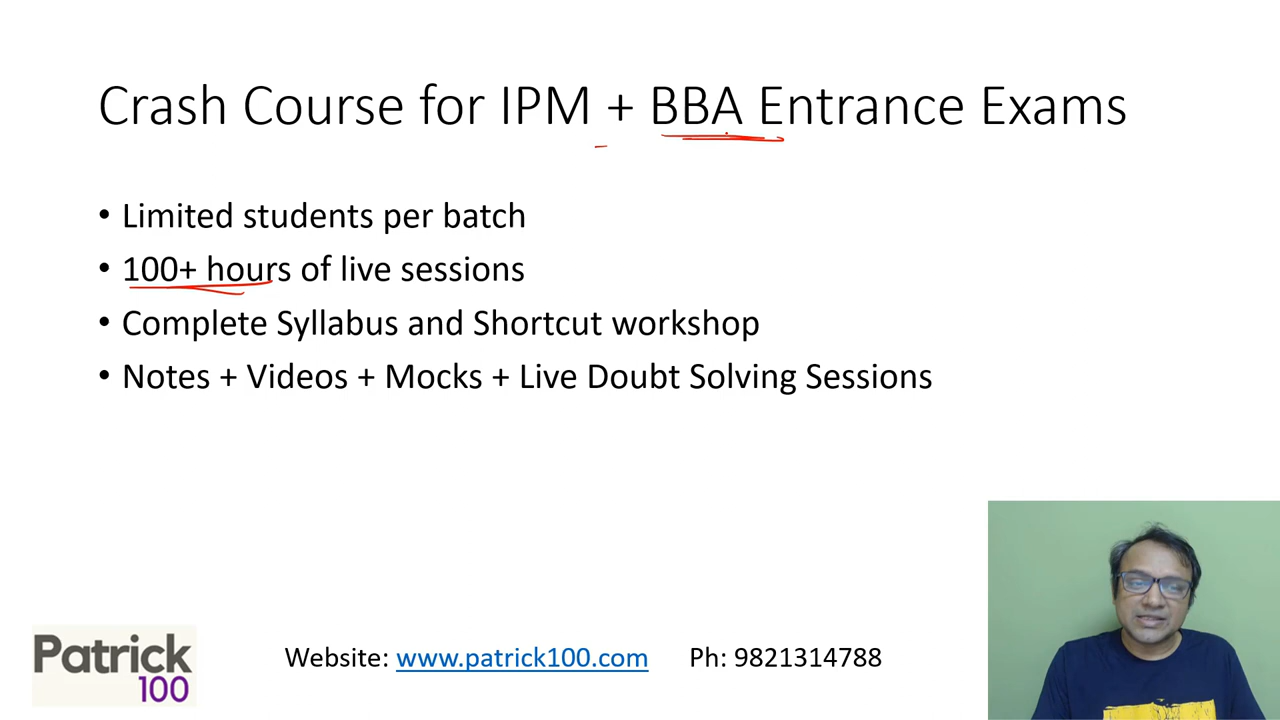 Crash Course for IPM + BBA Entrance Exams
• Limited students per batch
• 100+ hours of live sessions
• Complete Syllabus and Shortcut workshop
• Notes + Videos + Mocks + Live Doubt Solving Sessions
Patrick
100
Website: www.patrick100.com Ph: 9821314788